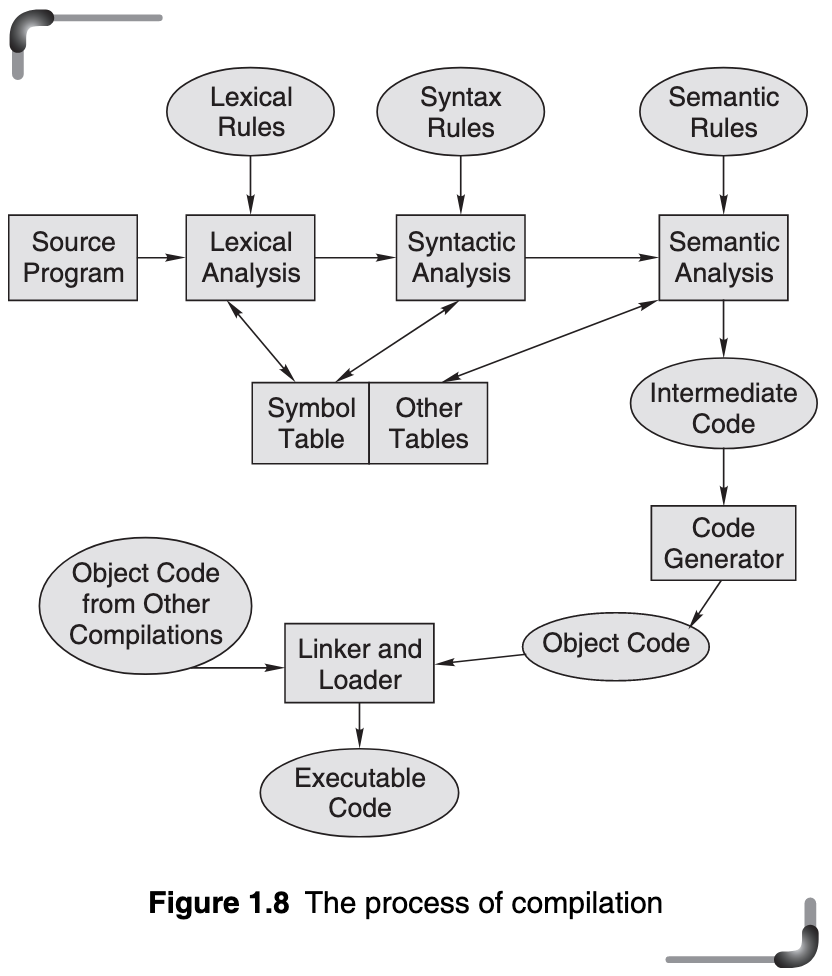 Lexical
Rules
Syntax
Rules
Semantic
Rules
Source
Program
Lexical
Analysis
Syntactic
Analysis
Semantic
Analysis
Symbol
Table
Other
Tables
Intermediate
Code
Code
Generator
Object Code
from Other
Compilations
Linker and
Loader
Object Code
Executable
Code
Figure 1.8 The process of compilation